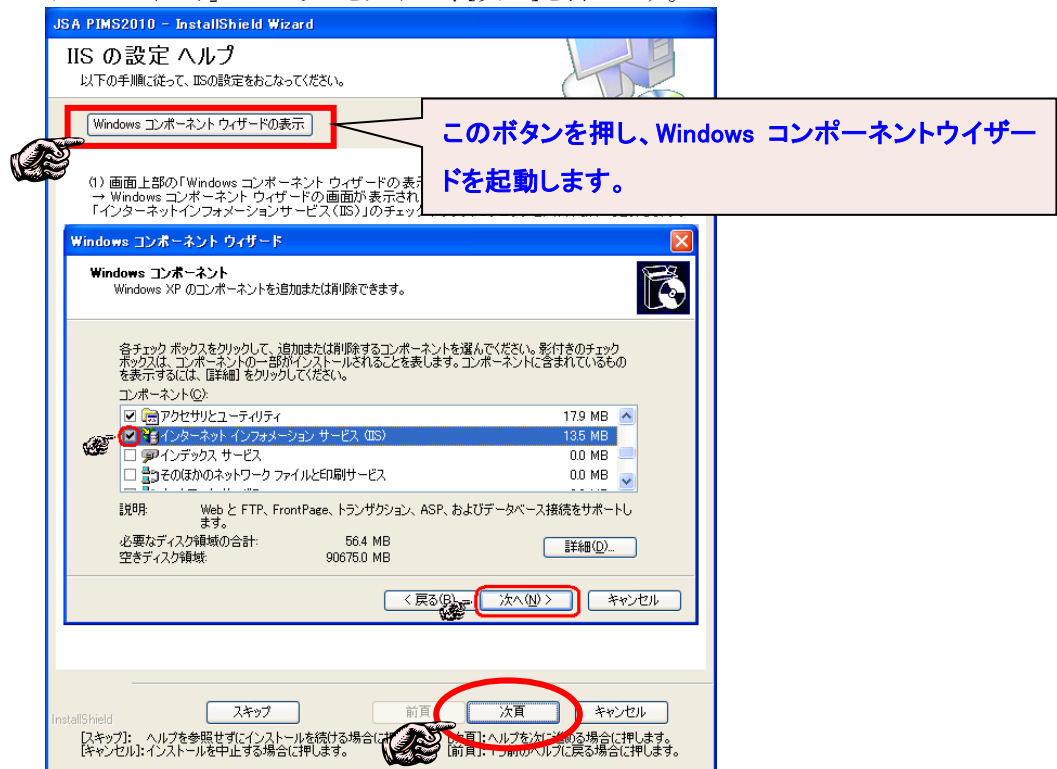 JSA PIMS2010 - InstallShield Wizard
IIS の設定 ヘルプ
以下の手順に従って、IISの設定をおこなってください。
Windows コンポーネント ウィザードの表示
このボタンを押し、Windows コンポーネントウイザー
ドを起動します。
(1) 画面上部の「Windows コンポーネント ウィザードの表
→ Windows コンポーネント ウィザードの画面が表示され
「インターネットインフォメーションサービス(IIS)」のチェック
Windows コンポーネント ウィザード
Windows コンポーネント
Windows XP のコンポーネントを追加または削除できます。
各チェック ボックスをクリックして、追加または削除するコンポーネントを選んでください。影付きのチェック
ボックスは、コンポーネントの一部がインストールされることを表します。コンポーネントに含まれているもの
を表示するには、[詳細] をクリックしてください。
コンポーネント(C):
アクセサリとユーティリティ 17.9 MB
インターネット インフォメーション サービス (IIS) 13.5 MB
インデックス サービス 0.0 MB
そのほかのネットワーク ファイルと印刷サービス 0.0 MB
説明: Web と FTP、FrontPage、トランザクション、ASP、およびデータベース接続をサポートし
ます。
必要なディスク領域の合計: 56.4 MB
空きディスク領域: 90675.0 MB
詳細(D)...
< 戻る(B) 次へ(N) > キャンセル
InstallShield
スキップ 前頁 次頁 キャンセル
[スキップ]: ヘルプを参照せずにインストールを続ける場合に [次頁]:ヘルプを次に進める場合に押します。
[キャンセル]:インストールを中止する場合に押します。 [前頁]:1つ前のヘルプに戻る場合に押します。